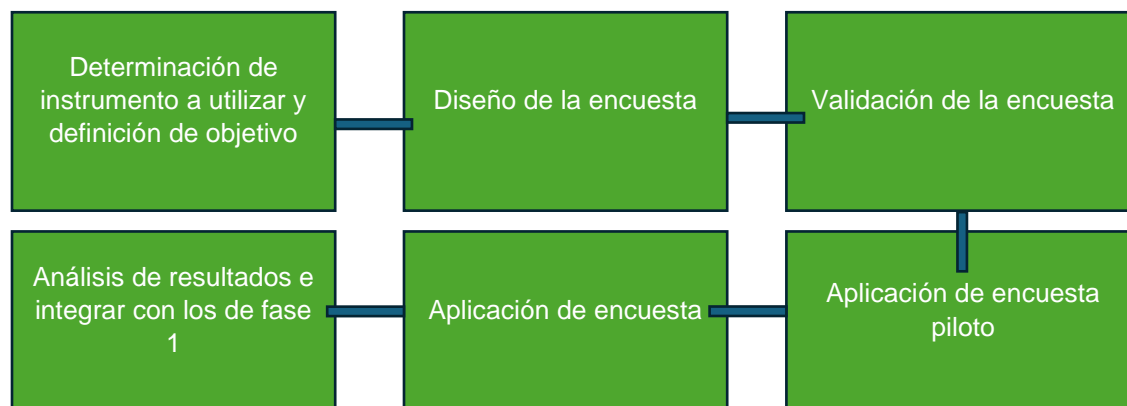 Determinación de
instrumento a utilizar y
definición de objetivo
Diseño de la encuesta
Validación de la encuesta
Análisis de resultados e
integrar con los de fase
1
Aplicación de encuesta
Aplicación de encuesta
piloto